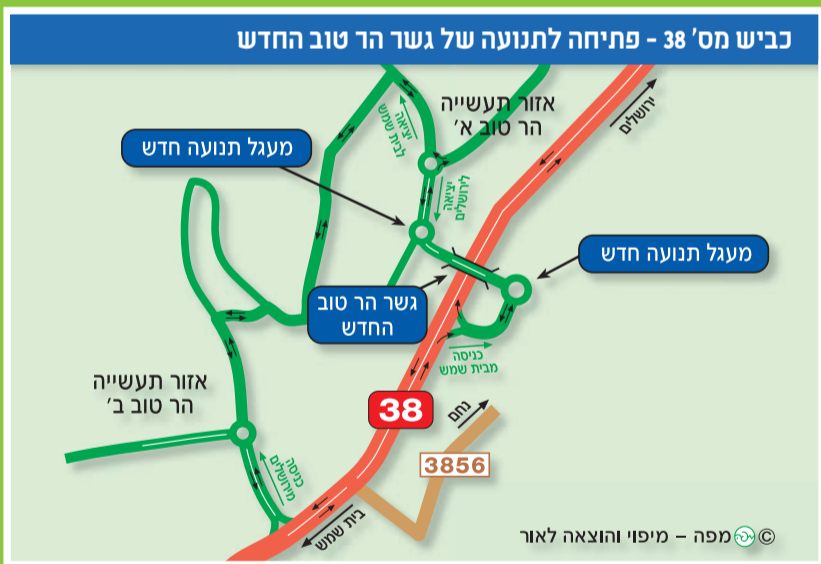 כביש מס' 38 - פתיחה לתנועה של גשר הר טוב החדש
אזור תעשייה
הר טוב א'
ירושלים
יציאה
לבית שמש
מעגל תנועה חדש
יציאה
לירושלים
מעגל תנועה חדש
גשר הר טוב
החדש
כניסה
מבית שמש
אזור תעשייה
הר טוב ב'
38
נחם
3856
כניסה
מירושלים
בית שמש
© מפה – מיפוי והוצאה לאור